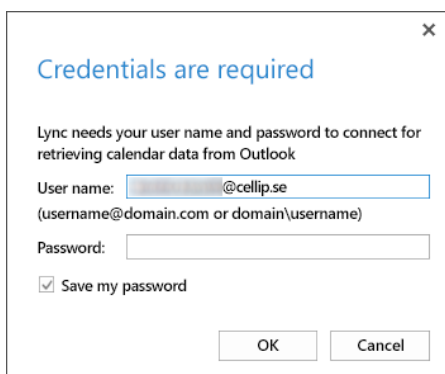 Credentials are required
Lync needs your user name and password to connect for
retrieving calendar data from Outlook
User name: @cellip.se
(username@domain.com or domain\username)
Password:
Save my password
OK Cancel